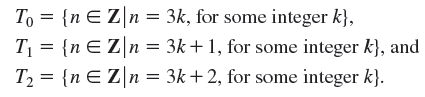 T₀ = {n ∈ Z|n = 3k, for some integer k},
T₁ = {n ∈ Z|n = 3k + 1, for some integer k}, and
T₂ = {n ∈ Z|n = 3k + 2, for some integer k}.